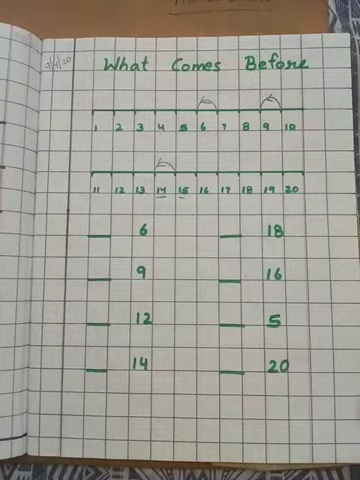 9/4/20
What Comes Before
1 2 3 4 5 6 7 8 9 10
11 12 13 14 15 16 17 18 19 20
__ 6 __ 18
__ 9 __ 16
__ 12 __ 5
__ 14 __ 20